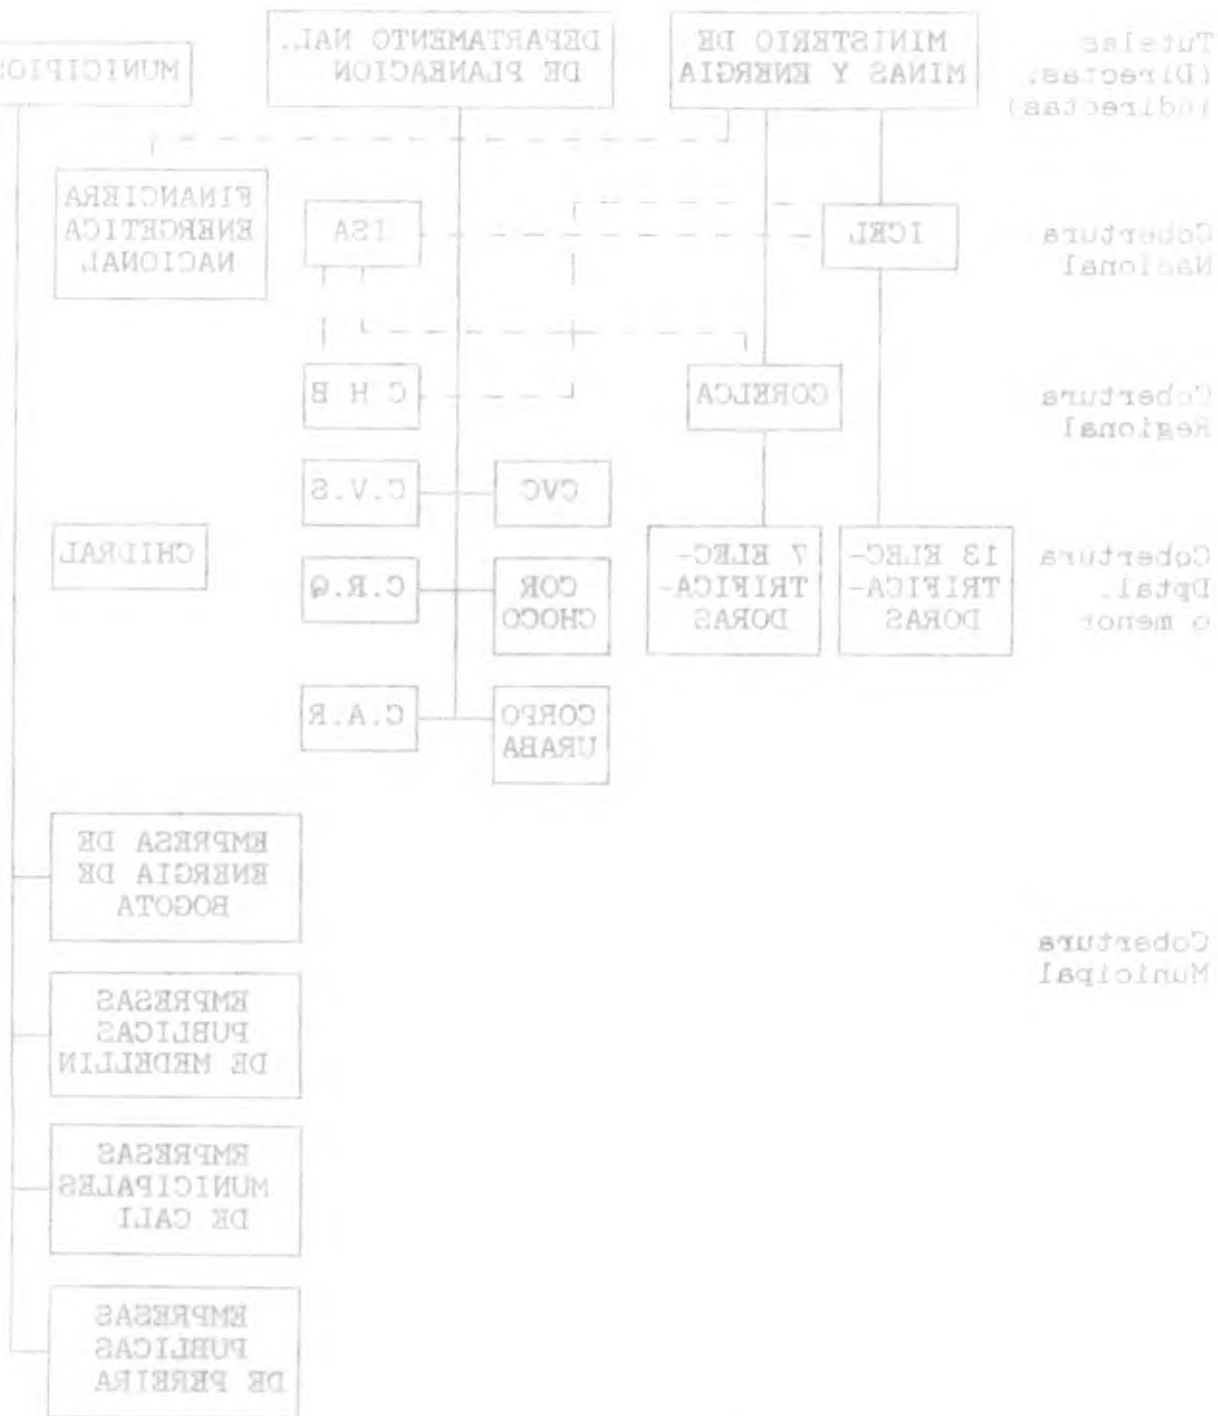 Tutelas
(Directas.
indirectas)
MINISTERIO DE
MINAS Y ENERGIA
DEPARTAMENTO NAL.
DE PLANEACION
MUNICIPIOS
Cobertura
Nacional
ICEL
ISA
FINANCIERA
ENERGETICA
NACIONAL
Cobertura
Regional
CORELCA
C H B
Cobertura
Dptal.
o menor
13 ELEC-
TRIFICA-
DORAS
7 ELEC-
TRIFICA-
DORAS
CVC
C.V.S
COR
CHOCO
C.R.Q
CORPO
URABA
C.A.R
CHIDRAL
Cobertura
Municipal
EMPRESA DE
ENERGIA DE
BOGOTA
EMPRESAS
PUBLICAS
DE MEDELLIN
EMPRESAS
MUNICIPALES
DE CALI
EMPRESAS
PUBLICAS
DE PEREIRA